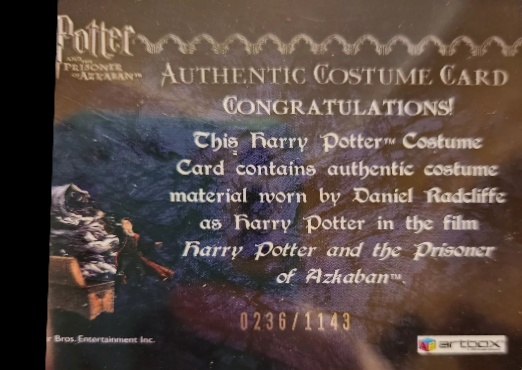 Potter
AND THE
PRISONER
OF AZKABAN™
AUTHENTIC COSTUME CARD
CONGRATULATIONS!
This Harry Potter™ Costume
Card contains authentic costume
material worn by Daniel Radcliffe
as Harry Potter in the film
Harry Potter and the Prisoner
of Azkaban™.
0236/1143
r Bros. Entertainment Inc.
artbox